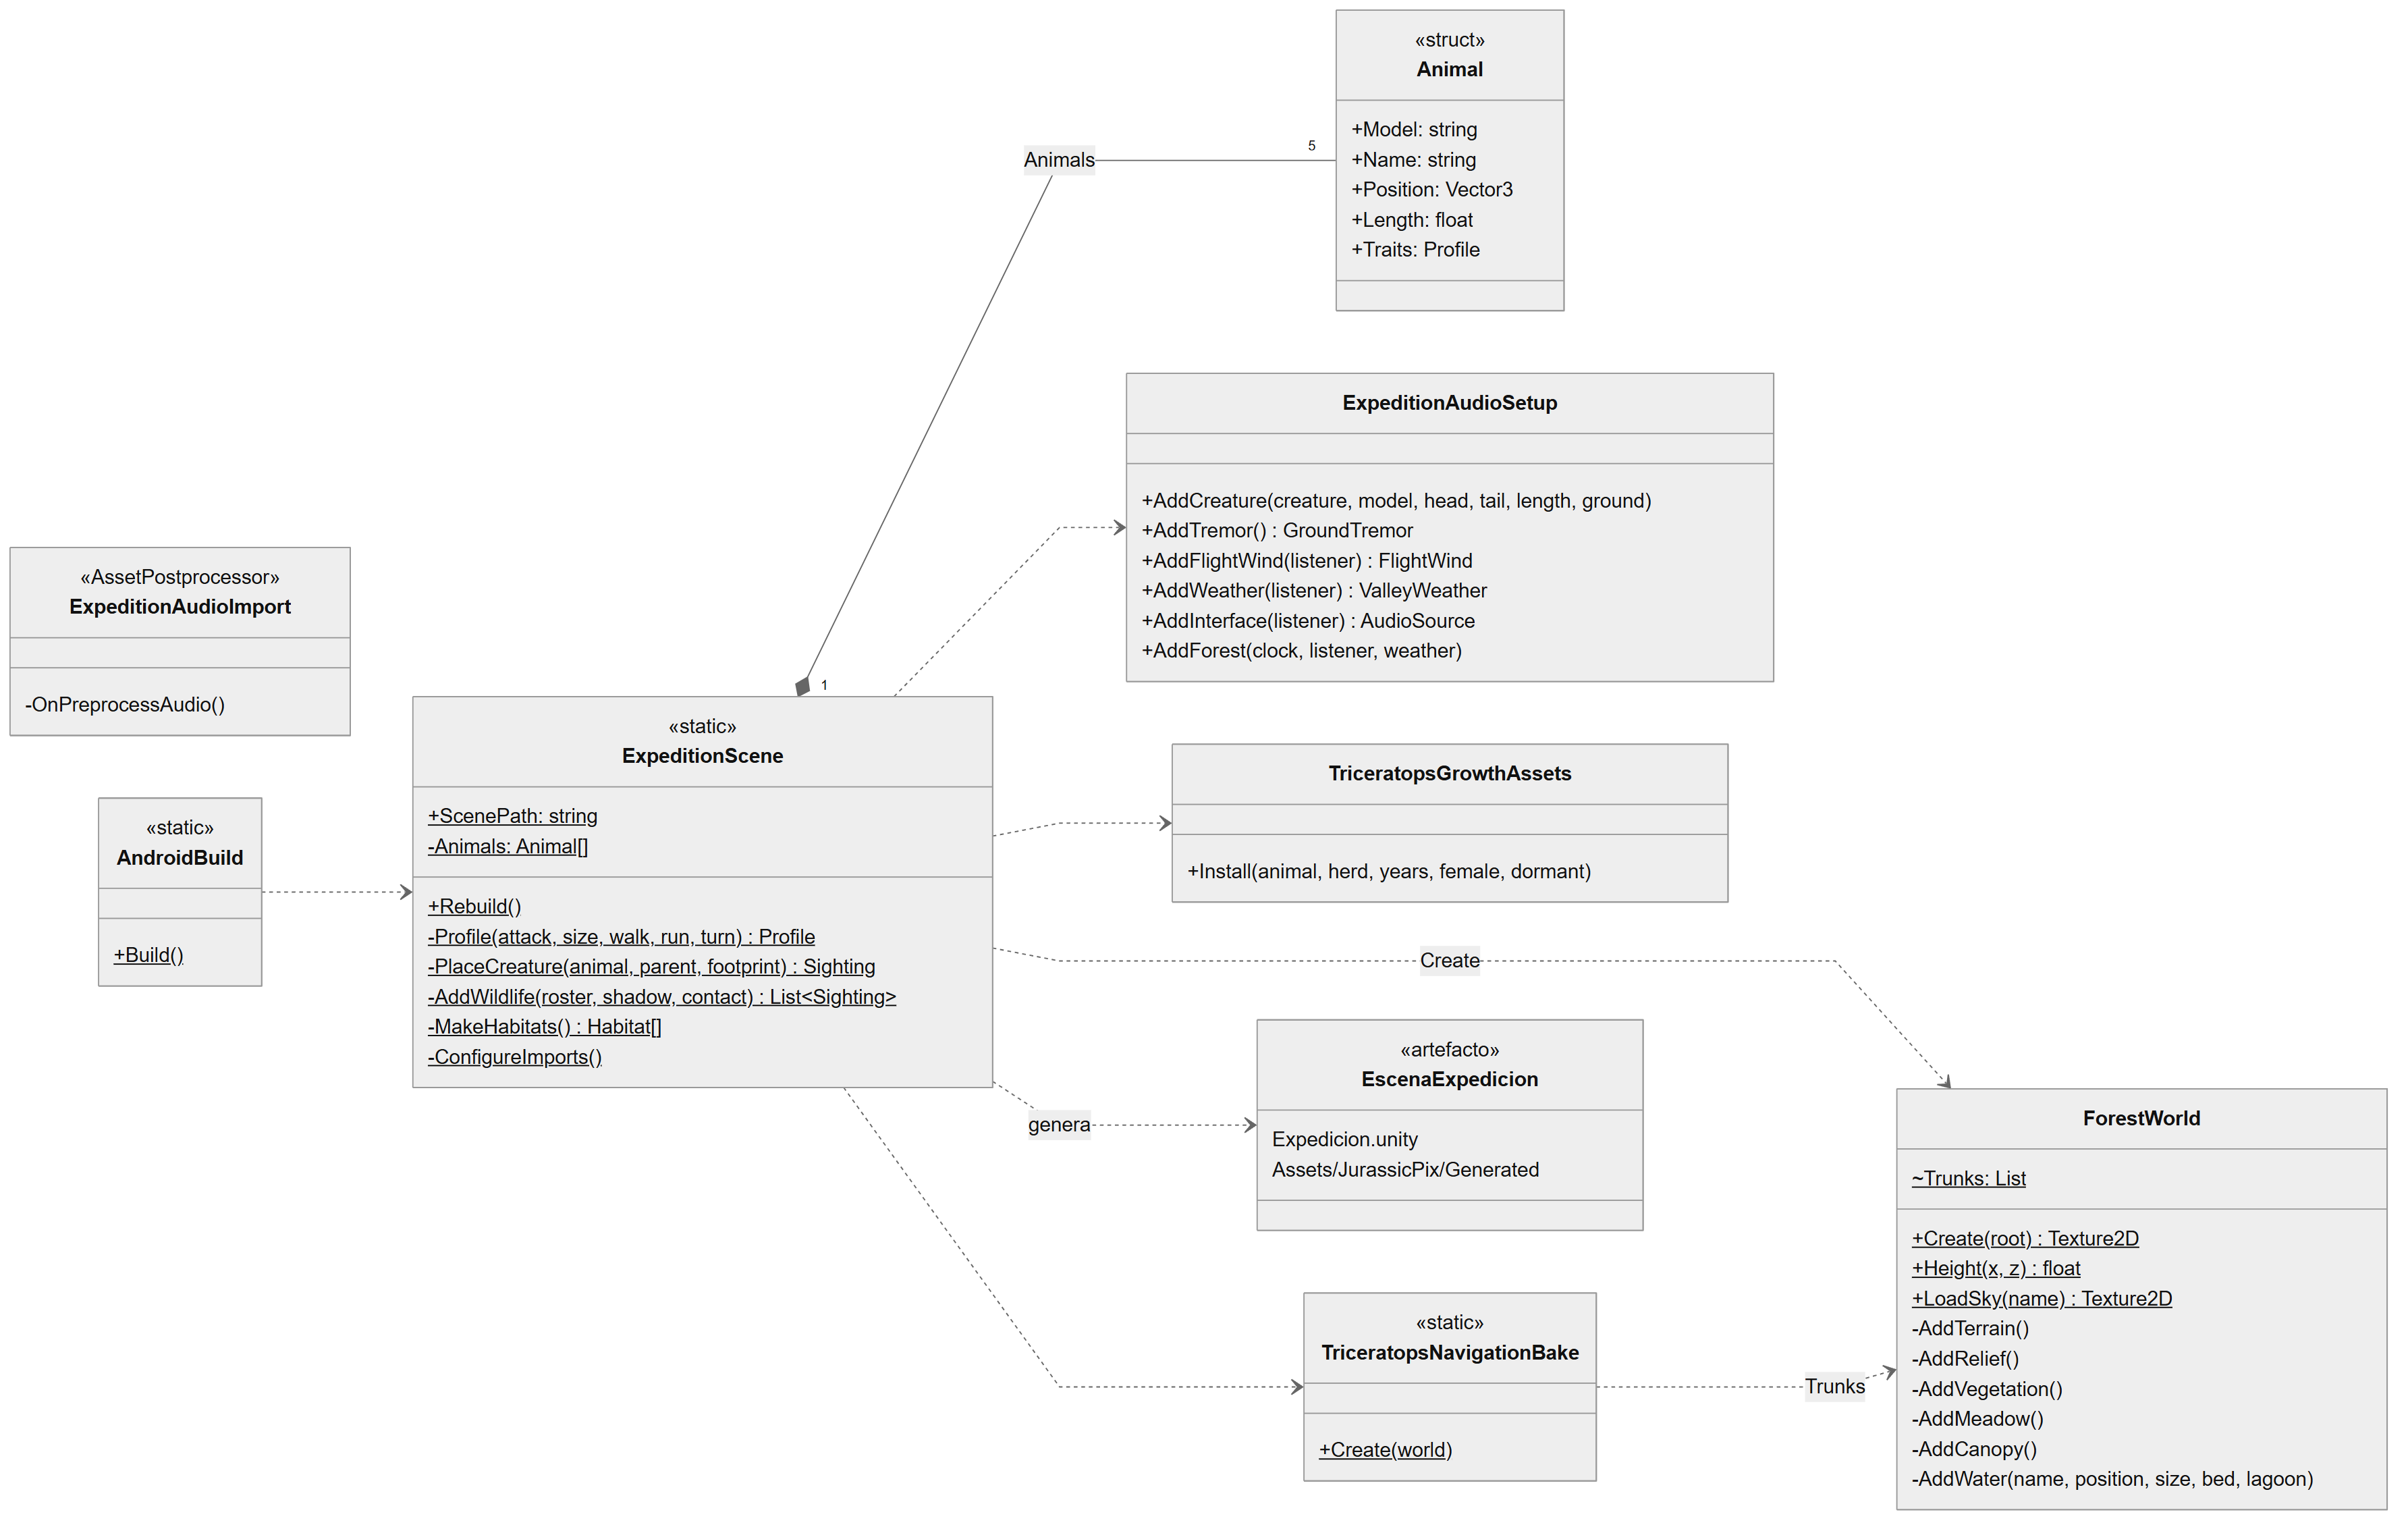 «struct»
Animal
+Model: string
+Name: string
+Position: Vector3
+Length: float
+Traits: Profile
Animals
5
1
ExpeditionAudioSetup
+AddCreature(creature, model, head, tail, length, ground)
+AddTremor() : GroundTremor
+AddFlightWind(listener) : FlightWind
+AddWeather(listener) : ValleyWeather
+AddInterface(listener) : AudioSource
+AddForest(clock, listener, weather)
«AssetPostprocessor»
ExpeditionAudioImport
-OnPreprocessAudio()
«static»
AndroidBuild
+Build()
«static»
ExpeditionScene
+ScenePath: string
-Animals: Animal[]
+Rebuild()
-Profile(attack, size, walk, run, turn) : Profile
-PlaceCreature(animal, parent, footprint) : Sighting
-AddWildlife(roster, shadow, contact) : List<Sighting>
-MakeHabitats() : Habitat[]
-ConfigureImports()
TriceratopsGrowthAssets
+Install(animal, herd, years, female, dormant)
Create
«artefacto»
EscenaExpedicion
Expedicion.unity
Assets/JurassicPix/Generated
genera
«static»
TriceratopsNavigationBake
+Create(world)
Trunks
ForestWorld
~Trunks: List
+Create(root) : Texture2D
+Height(x, z) : float
+LoadSky(name) : Texture2D
-AddTerrain()
-AddRelief()
-AddVegetation()
-AddMeadow()
-AddCanopy()
-AddWater(name, position, size, bed, lagoon)